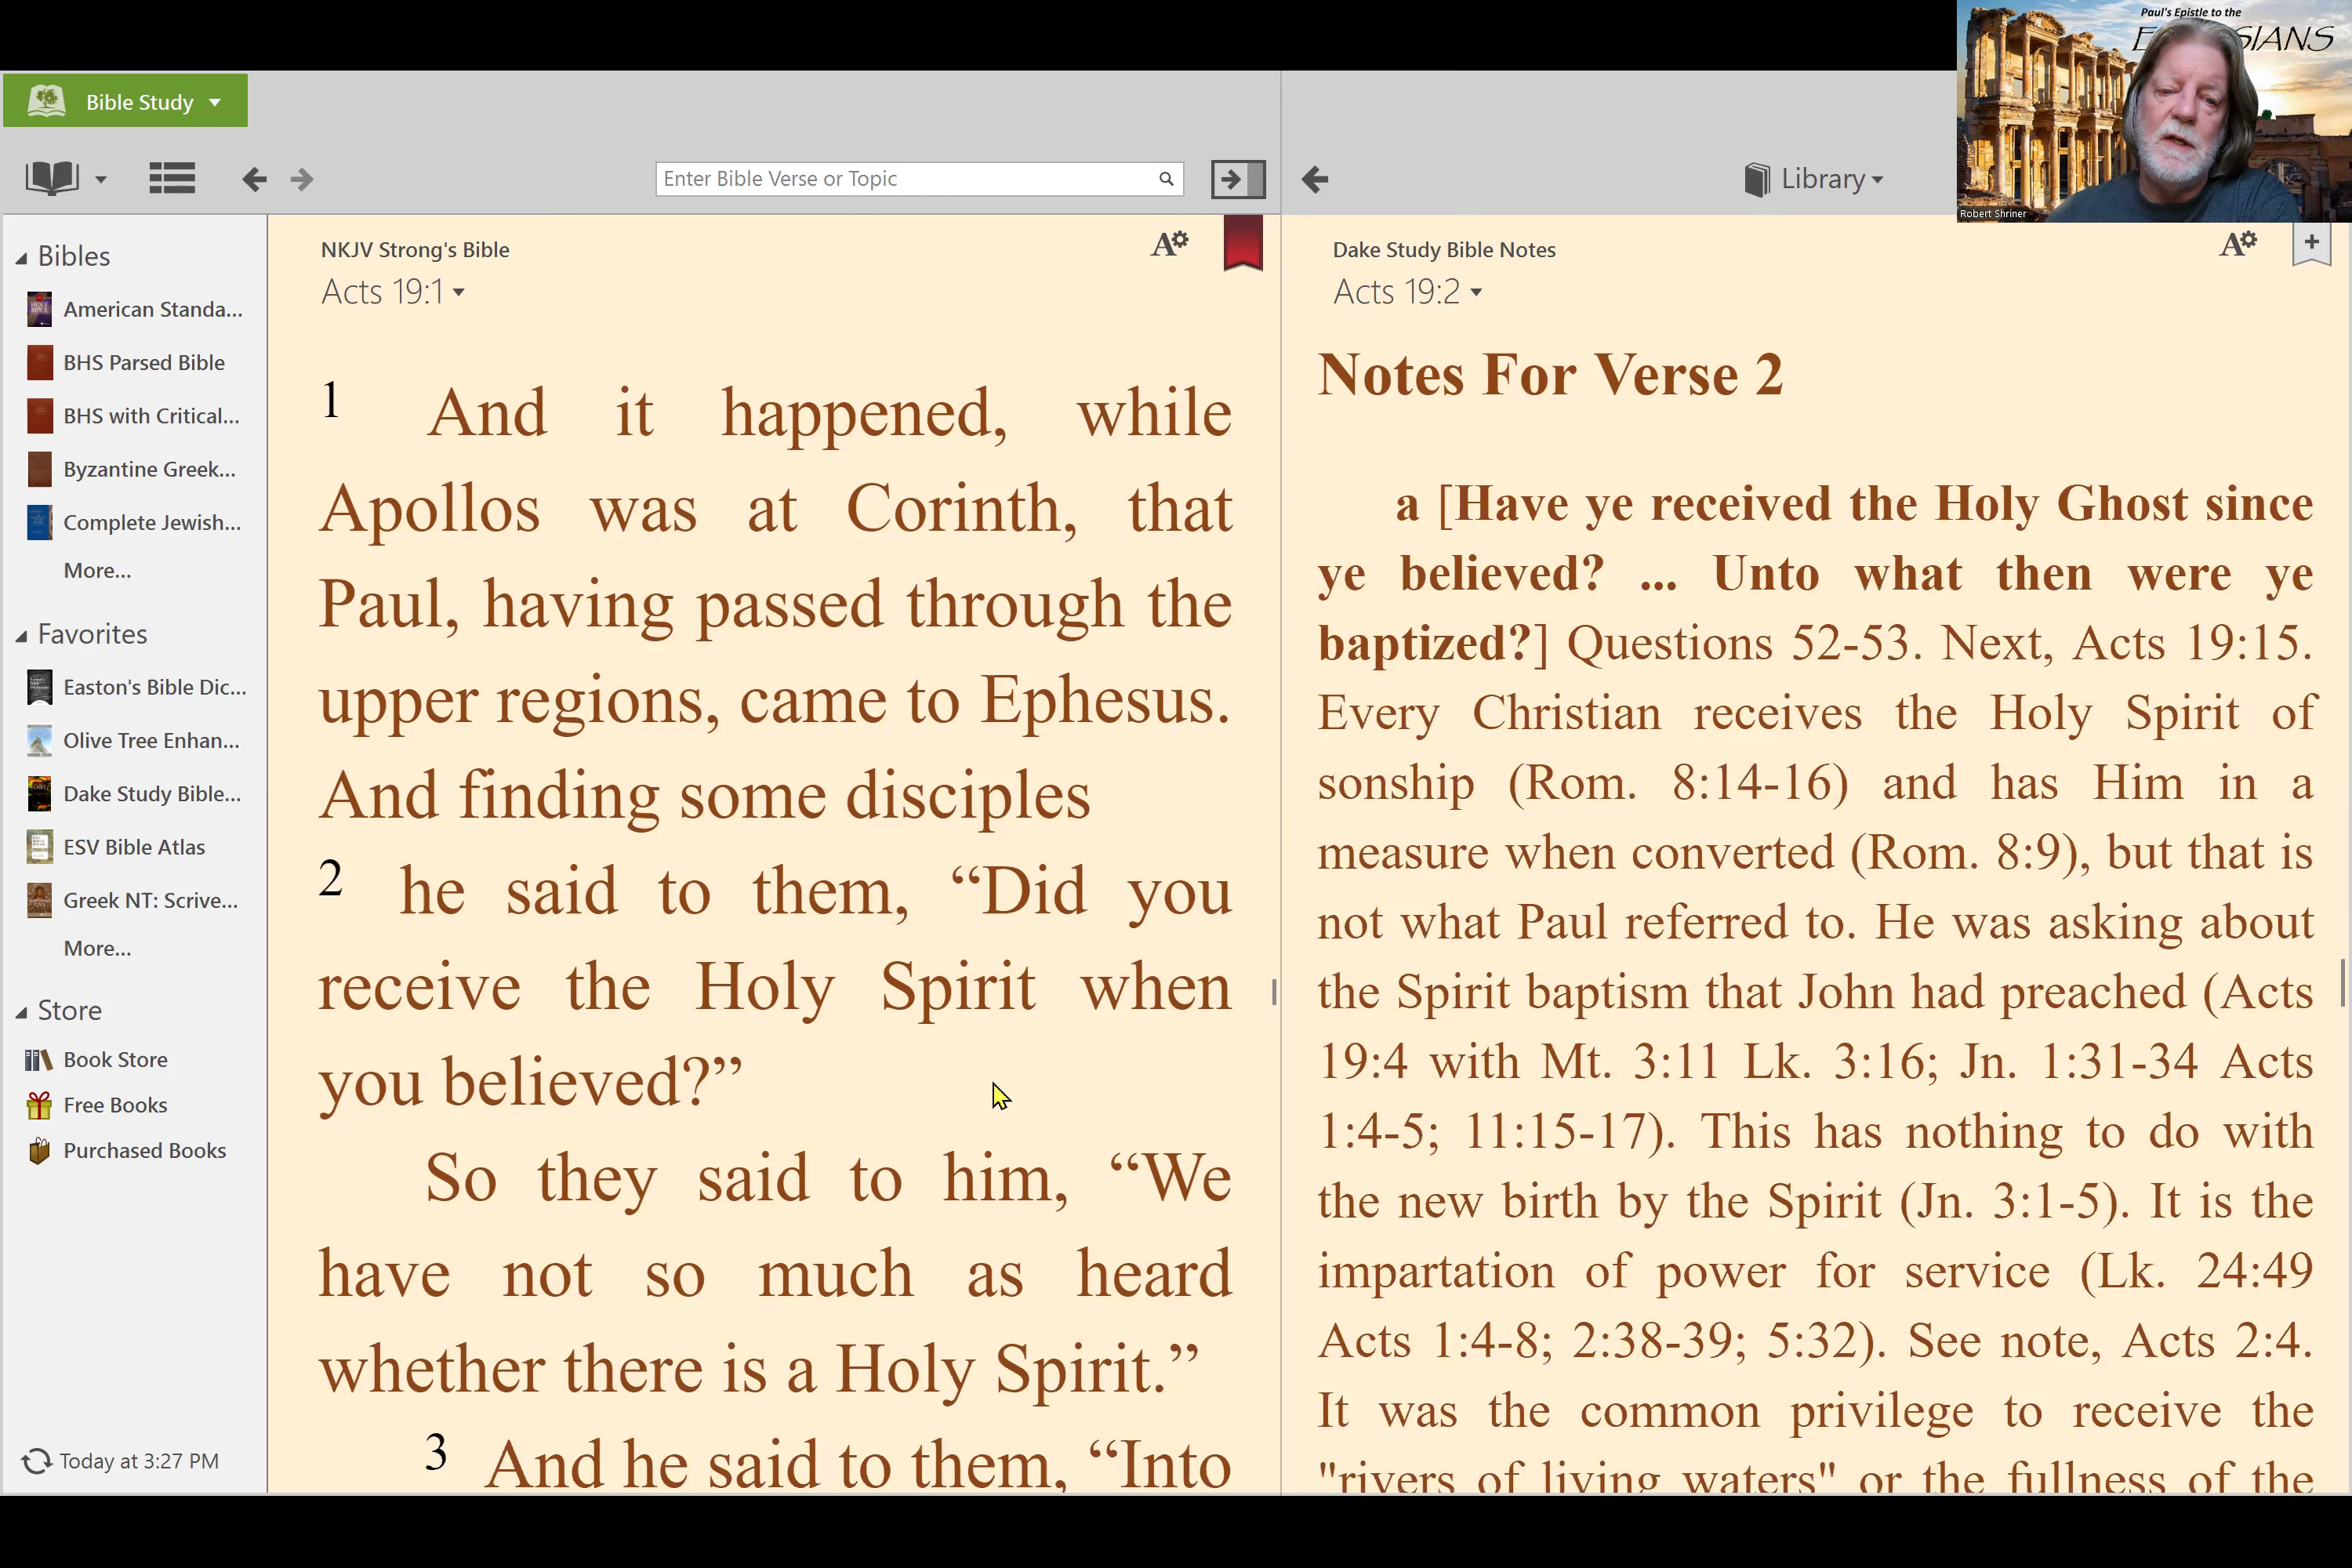 Paul's Epistle to the
Robert Shriner
Bible Study
Enter Bible Verse or Topic
Library
Bibles
American Standa...
BHS Parsed Bible
BHS with Critical...
Byzantine Greek...
Complete Jewish...
More...
Favorites
Easton's Bible Dic...
Olive Tree Enhan...
Dake Study Bible...
ESV Bible Atlas
Greek NT: Scrive...
More...
Store
Book Store
Free Books
Purchased Books
Today at 3:27 PM
NKJV Strong's Bible
Acts 19:1
1 And it happened, while
Apollos was at Corinth, that
Paul, having passed through the
upper regions, came to Ephesus.
And finding some disciples
2 he said to them, “Did you
receive the Holy Spirit when
you believed?”
So they said to him, “We
have not so much as heard
whether there is a Holy Spirit.”
3 And he said to them, “Into
Dake Study Bible Notes
Acts 19:2
Notes For Verse 2
a [Have ye received the Holy Ghost since
ye believed? ... Unto what then were ye
baptized?] Questions 52-53. Next, Acts 19:15.
Every Christian receives the Holy Spirit of
sonship (Rom. 8:14-16) and has Him in a
measure when converted (Rom. 8:9), but that is
not what Paul referred to. He was asking about
the Spirit baptism that John had preached (Acts
19:4 with Mt. 3:11 Lk. 3:16; Jn. 1:31-34 Acts
1:4-5; 11:15-17). This has nothing to do with
the new birth by the Spirit (Jn. 3:1-5). It is the
impartation of power for service (Lk. 24:49
Acts 1:4-8; 2:38-39; 5:32). See note, Acts 2:4.
It was the common privilege to receive the
"rivers of living waters" or the fullness of the